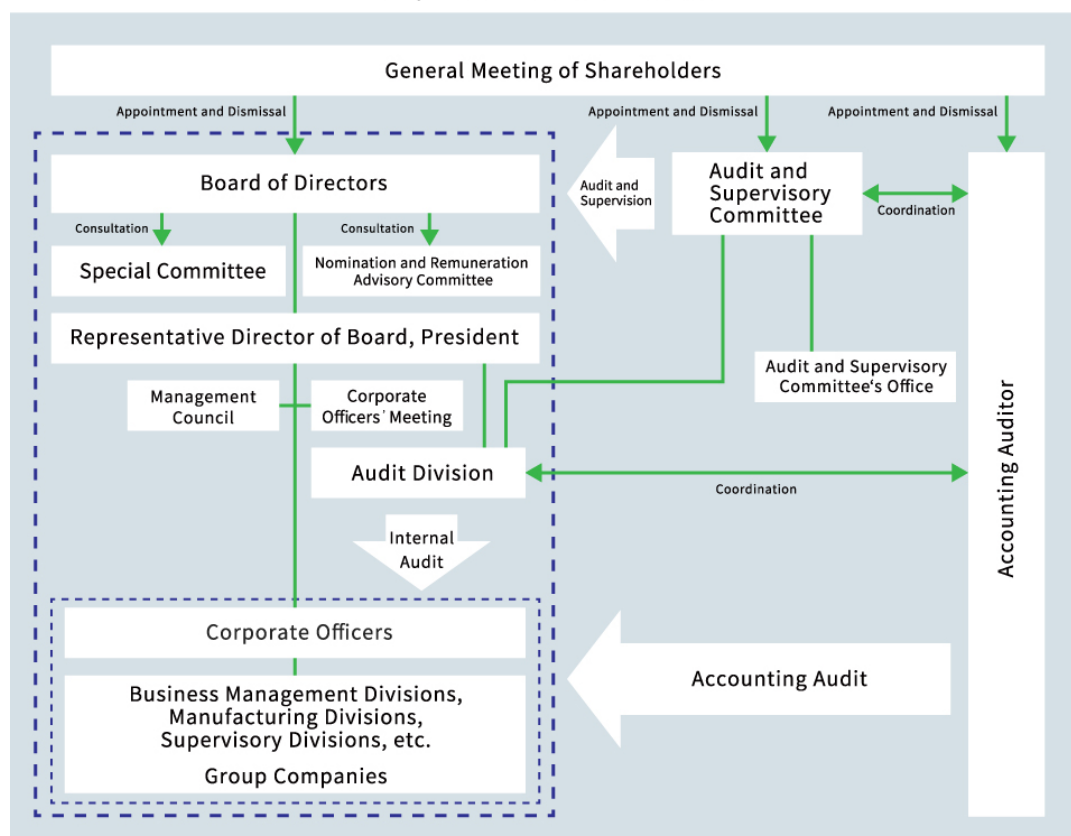 General Meeting of Shareholders
Appointment and Dismissal
Appointment and Dismissal
Appointment and Dismissal
Board of Directors
Audit and
Supervision
Audit and
Supervisory
Committee
Coordination
Consultation
Consultation
Special Committee
Nomination and Remuneration
Advisory Committee
Representative Director of Board, President
Management
Council
Corporate
Officers' Meeting
Audit and Supervisory
Committee‘s Office
Audit Division
Coordination
Accounting Auditor
Internal
Audit
Corporate Officers
Accounting Audit
Business Management Divisions,
Manufacturing Divisions,
Supervisory Divisions, etc.
Group Companies